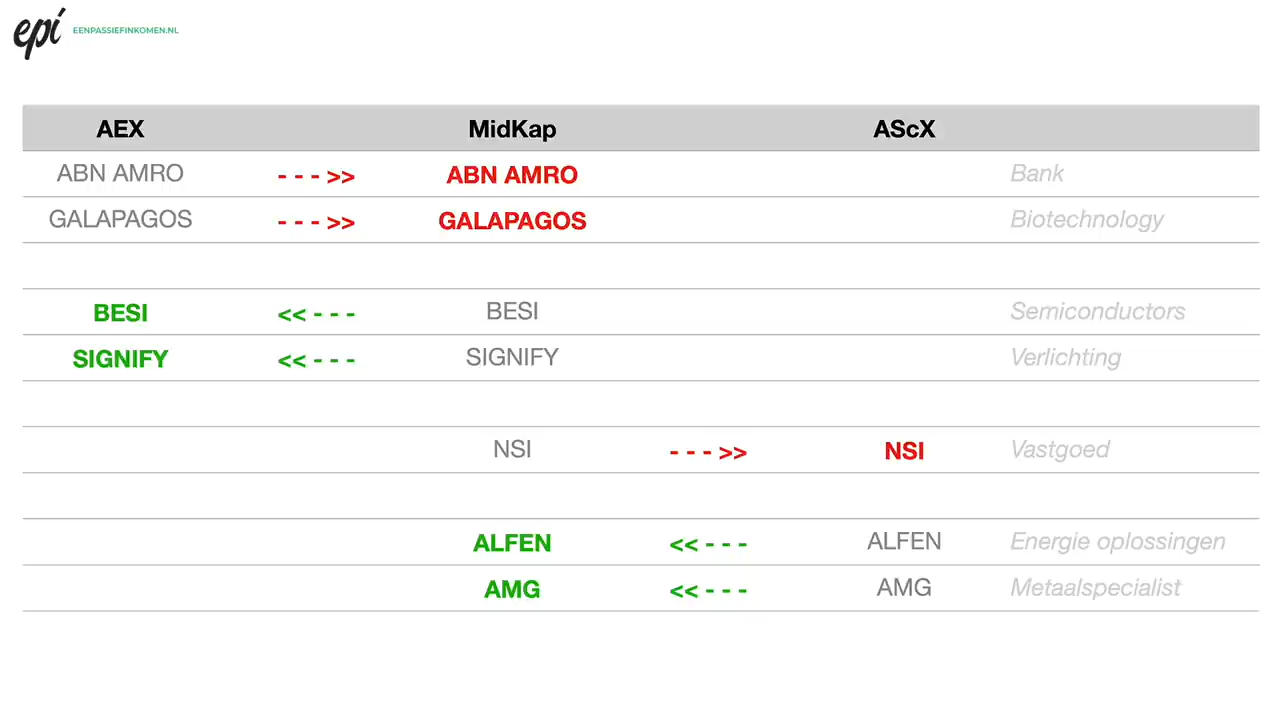 epi EENPASSIEFINKOMEN.NL
AEX MidKap AScX
ABN AMRO - - - >> ABN AMRO Bank
GALAPAGOS - - - >> GALAPAGOS Biotechnology
BESI << - - - BESI Semiconductors
SIGNIFY << - - - SIGNIFY Verlichting
NSI - - - >> NSI Vastgoed
ALFEN << - - - ALFEN Energie oplossingen
AMG << - - - AMG Metaalspecialist